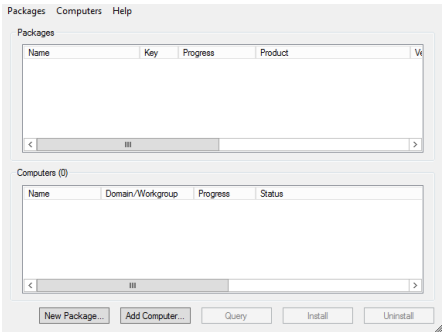 Packages Computers Help
Packages
Name Key Progress Product Ve
Computers (0)
Name Domain/Workgroup Progress Status
New Package... Add Computer... Query Install Uninstall